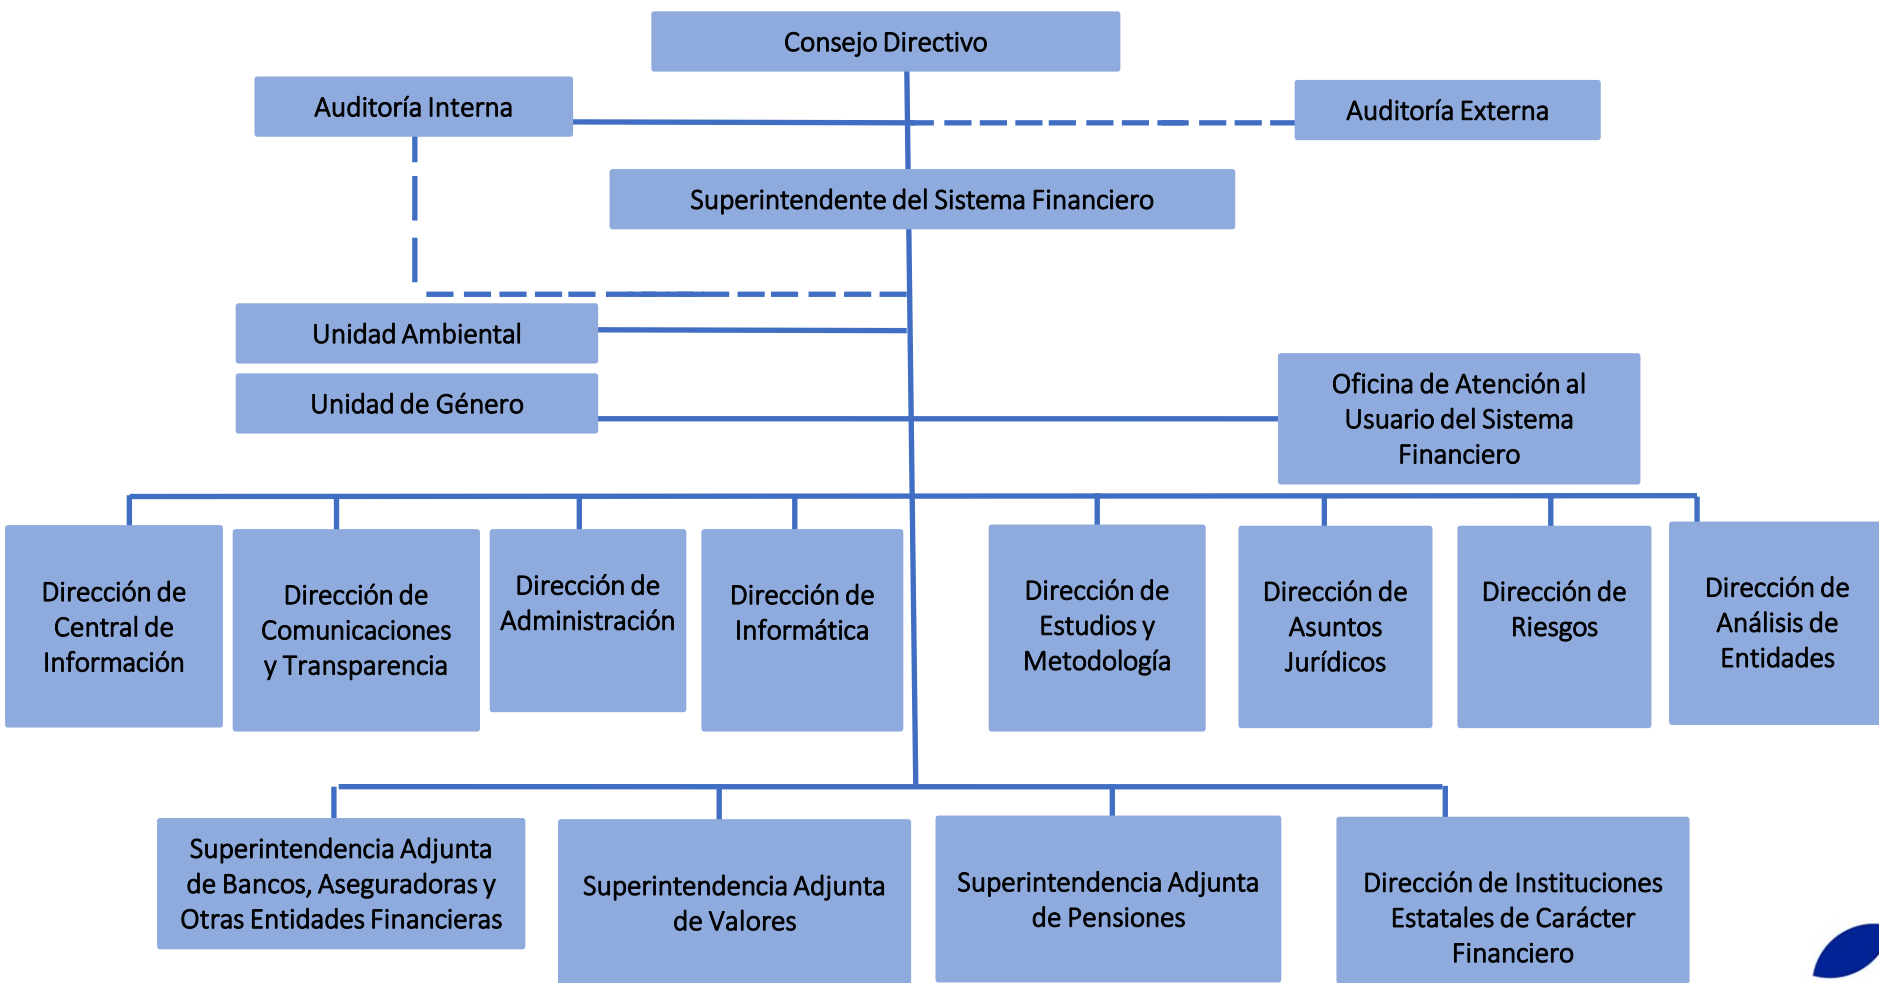 Consejo Directivo
Auditoría Interna
Auditoría Externa
Superintendente del Sistema Financiero
Unidad Ambiental
Unidad de Género
Oficina de Atención al
Usuario del Sistema
Financiero
Dirección de
Central de
Información
Dirección de
Comunicaciones
y Transparencia
Dirección de
Administración
Dirección de
Informática
Dirección de
Estudios y
Metodología
Dirección de
Asuntos
Jurídicos
Dirección de
Riesgos
Dirección de
Análisis de
Entidades
Superintendencia Adjunta
de Bancos, Aseguradoras y
Otras Entidades Financieras
Superintendencia Adjunta
de Valores
Superintendencia Adjunta
de Pensiones
Dirección de Instituciones
Estatales de Carácter
Financiero